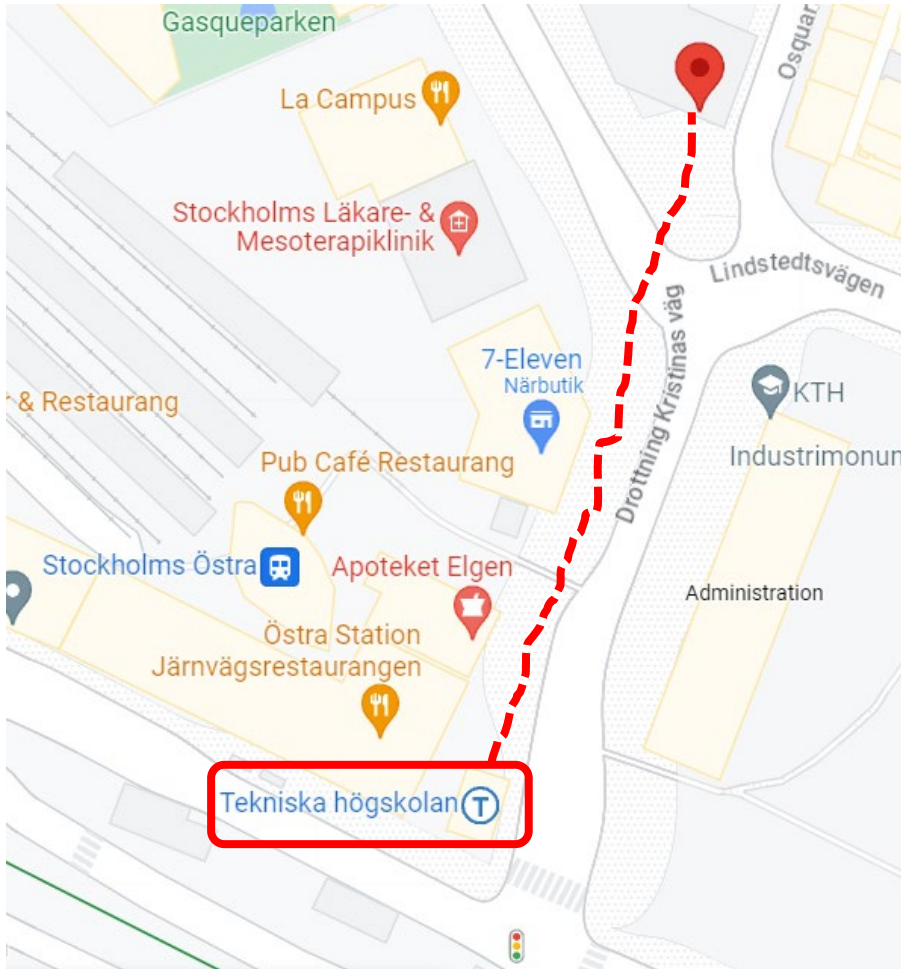 Gasqueparken
Osquar
La Campus
Stockholms Läkare- &
Mesoterapiklinik
Lindstedtsvägen
Drottning Kristinas väg
7-Eleven
Närbutik
KTH
& Restaurang
Industrimonum
Pub Café Restaurang
Stockholms Östra
Apoteket Elgen
Administration
Östra Station
Järnvägsrestaurangen
Tekniska högskolan T